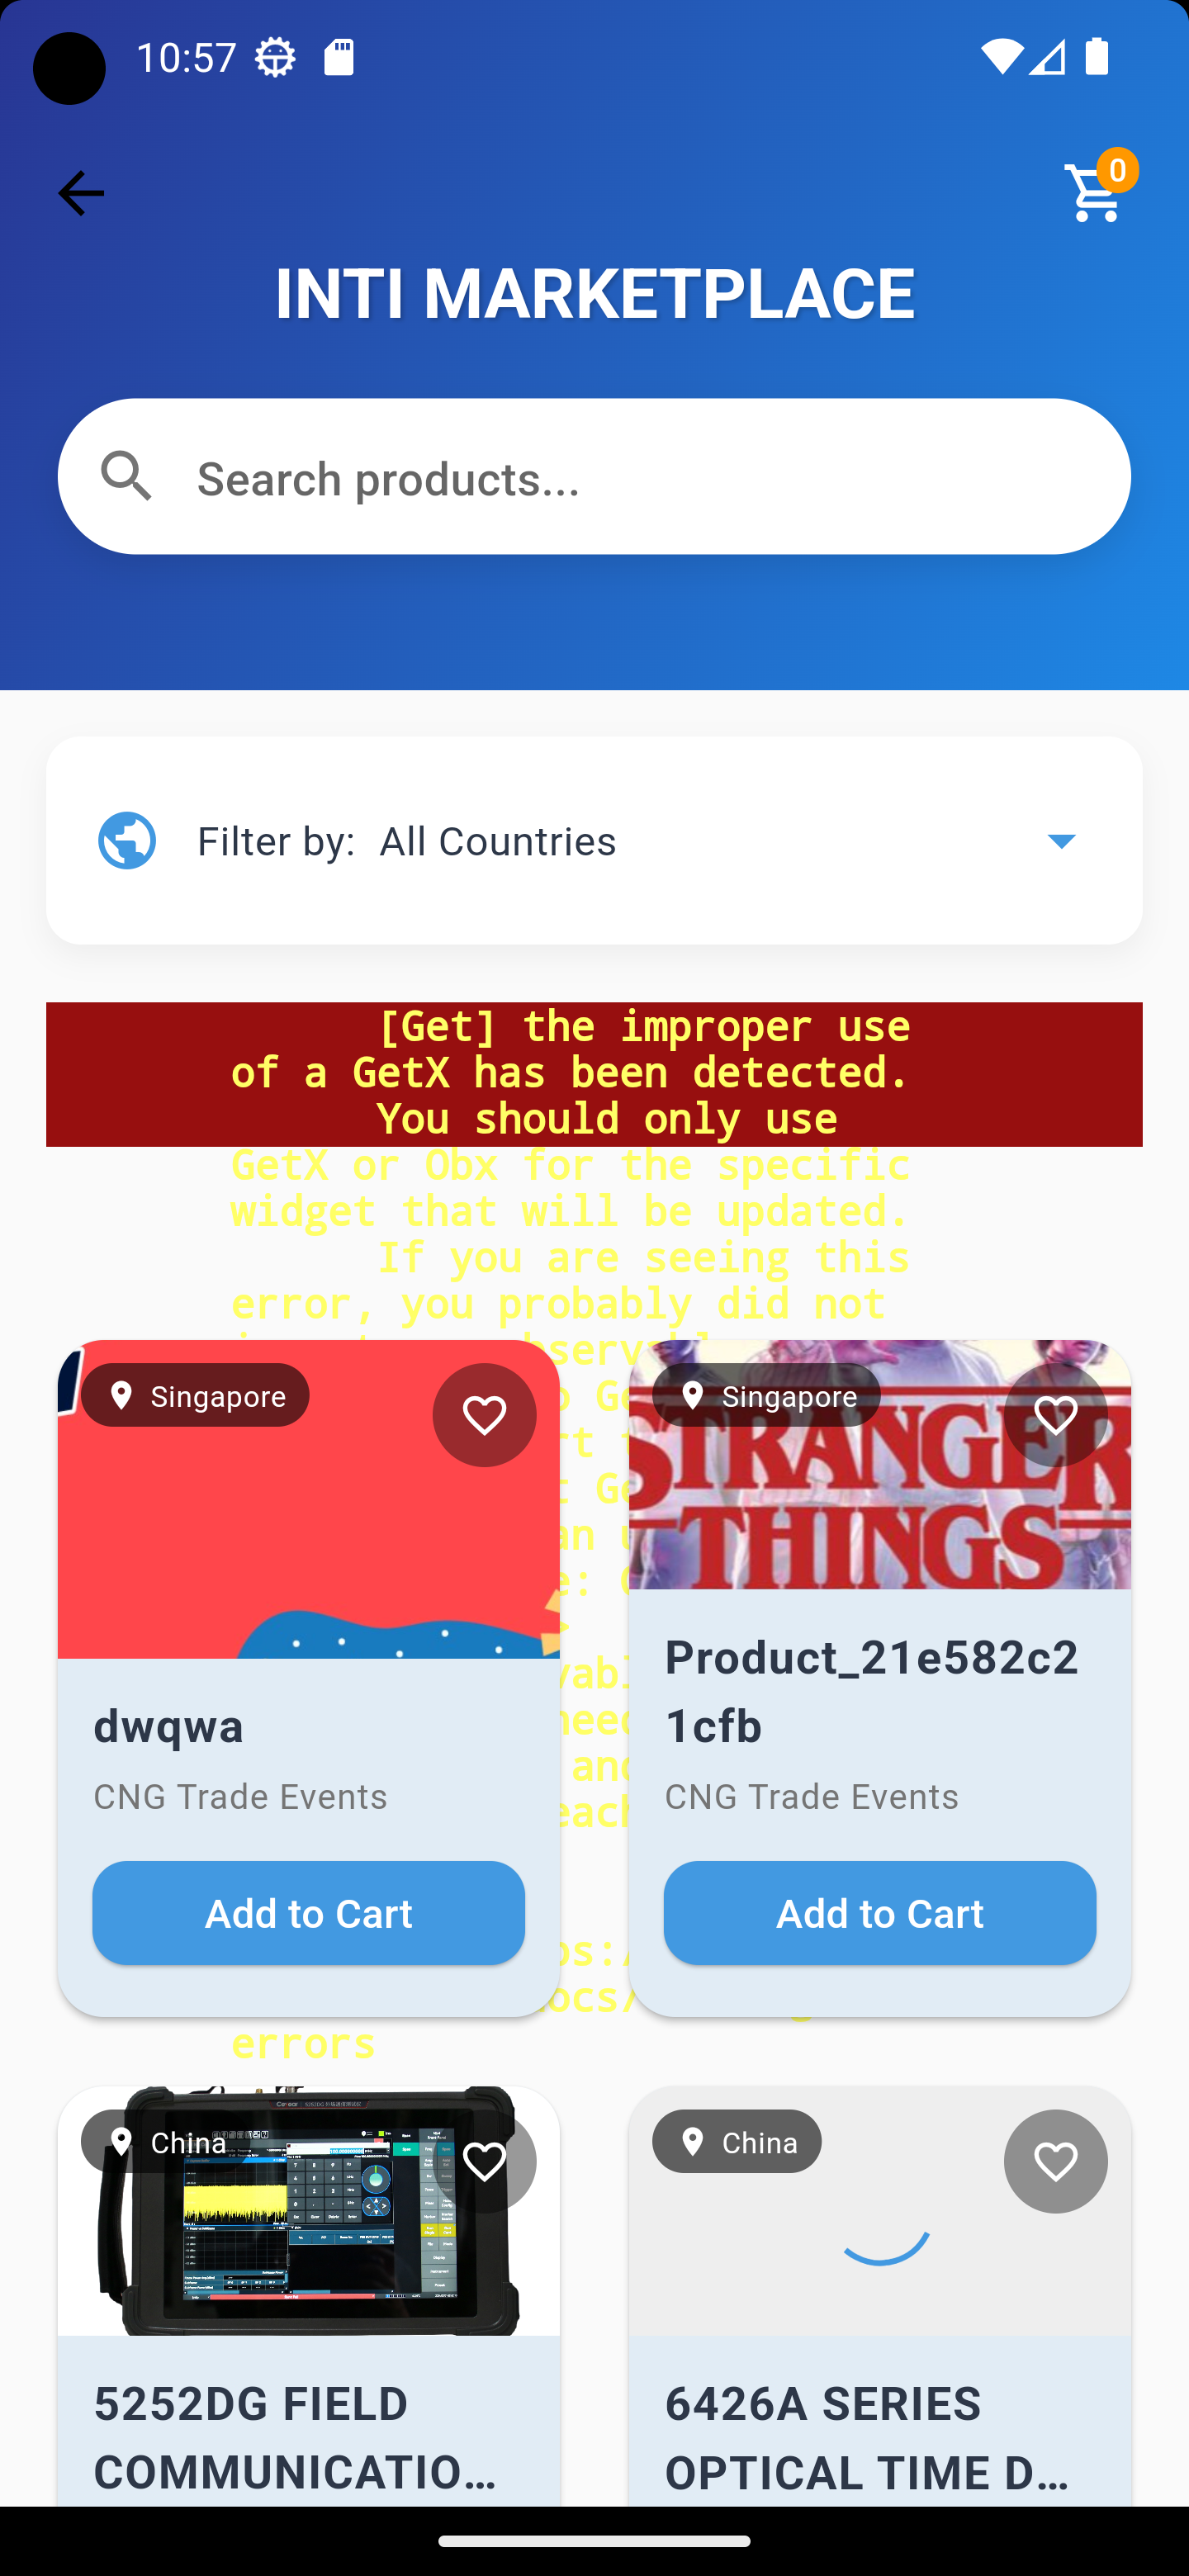 10:57
0
INTI MARKETPLACE
Search products...
Filter by: All Countries
[Get] the improper use
of a GetX has been detected.
You should only use
GetX or Obx for the specific
widget that will be updated.
If you are seeing this
error, you probably did not
Singapore
Singapore
STRANGER
THINGS
dwqwa
CNG Trade Events
Add to Cart
Product_21e582c2
1cfb
CNG Trade Events
Add to Cart
errors
China
China
5252DG FIELD
COMMUNICATIO…
6426A SERIES
OPTICAL TIME D…